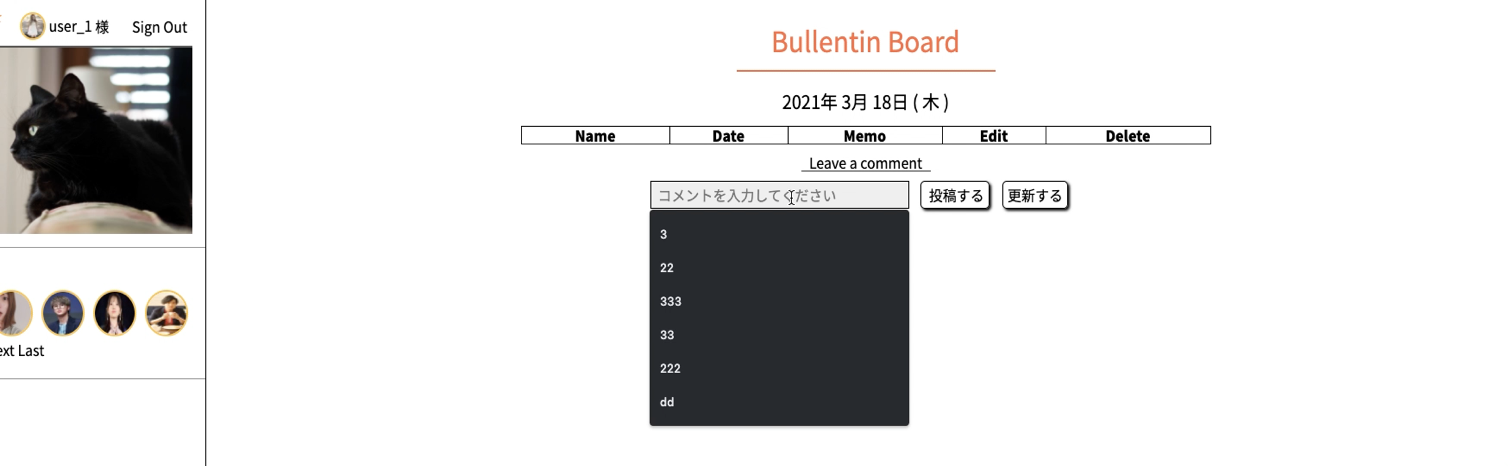 user_1 様 Sign Out
ext Last
Bullentin Board
2021年 3月 18日 ( 木 )
Name Date Memo Edit Delete
Leave a comment
コメントを入力してください 投稿する 更新する
3
22
333
33
222
dd